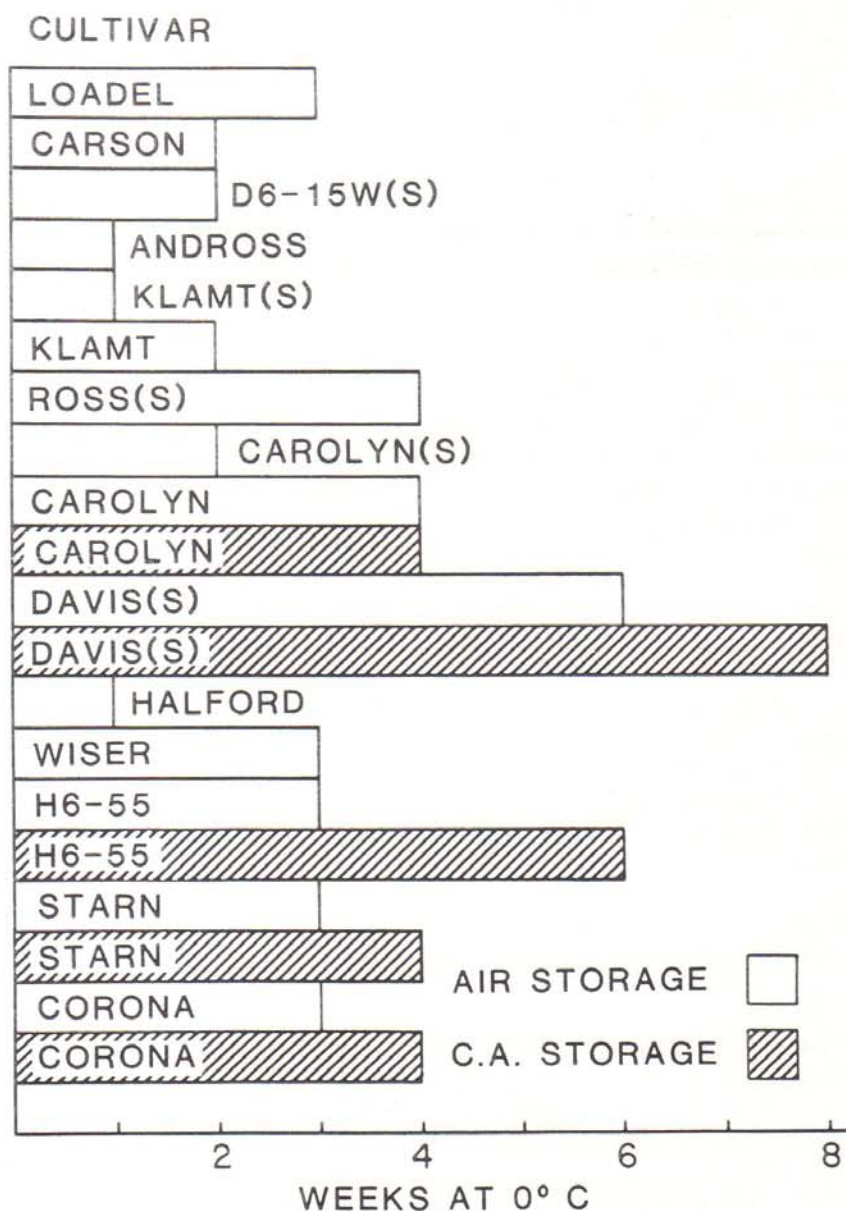 CULTIVAR
LOADEL
CARSON
D6-15W(S)
ANDROSS
KLAMT(S)
KLAMT
ROSS(S)
CAROLYN(S)
CAROLYN
CAROLYN
DAVIS(S)
DAVIS(S)
HALFORD
WISER
H6-55
H6-55
STARN
STARN
AIR STORAGE
CORONA
C.A. STORAGE
CORONA
2 4 6 8
WEEKS AT 0° C